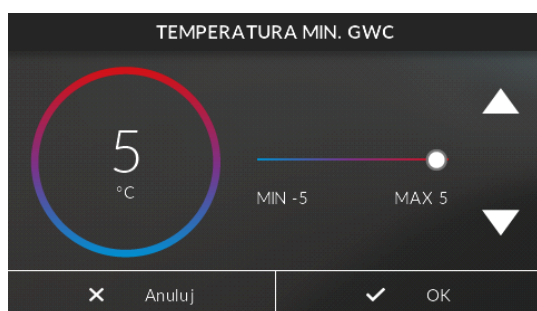 TEMPERATURA MIN. GWC
5
°C
MIN -5 MAX 5
Anuluj OK